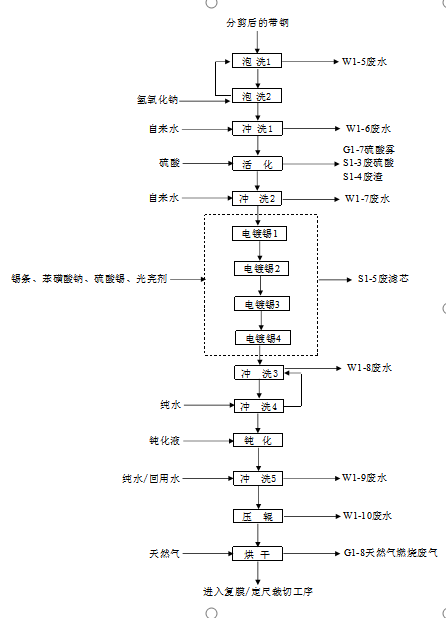 分剪后的带钢
泡 洗1
W1-5废水
泡 洗2
氢氧化钠
自来水
冲 洗1
W1-6废水
硫酸
活 化
G1-7硫酸雾
S1-3废硫酸
S1-4废渣
自来水
冲 洗2
W1-7废水
电镀锡1
电镀锡2
锡条、苯磺酸钠、硫酸锡、光亮剂
S1-5废滤芯
电镀锡3
电镀锡4
冲 洗3
W1-8废水
纯水
冲 洗4
钝化液
钝 化
纯水/回用水
冲 洗5
W1-9废水
压 辊
W1-10废水
天然气
烘 干
G1-8天然气燃烧废气
进入复膜/定尺裁切工序